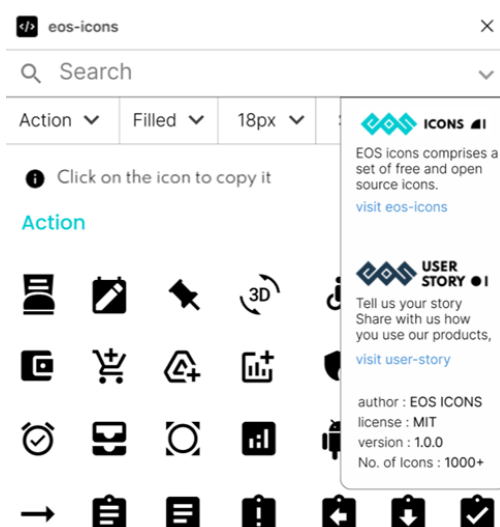 eos-icons
Search
Action
Filled
18px
Click on the icon to copy it
Action
3D
eos ICONS
EOS icons comprises a
set of free and open
source icons.
visit eos-icons
eos USER
STORY
Tell us your story
Share with us how
you use our products,
visit user-story
author : EOS ICONS
license : MIT
version : 1.0.0
No. of Icons : 1000+